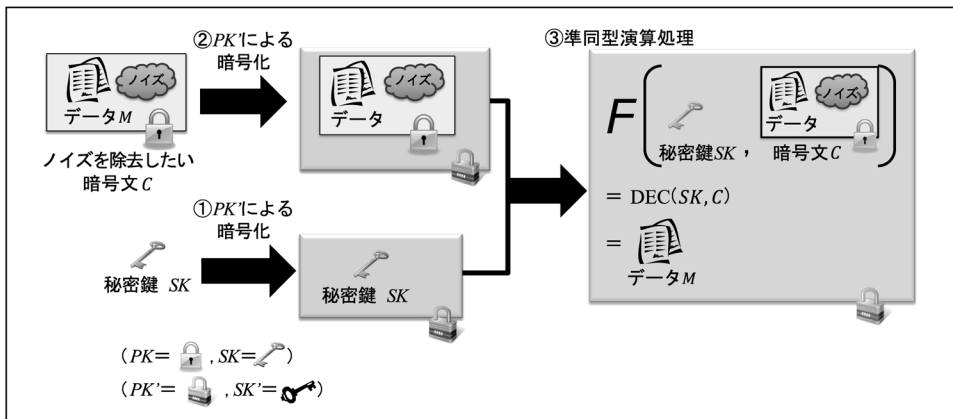 ②PK'による
暗号化
ノイズ
データM
ノイズを除去したい
暗号文C
ノイズ
データ
①PK'による
暗号化
秘密鍵 SK
秘密鍵 SK
(PK= , SK= )
(PK'= , SK'= )
③準同型演算処理
F( 秘密鍵SK , 暗号文C )
ノイズ
データ
= DEC(SK, C)
=
データM